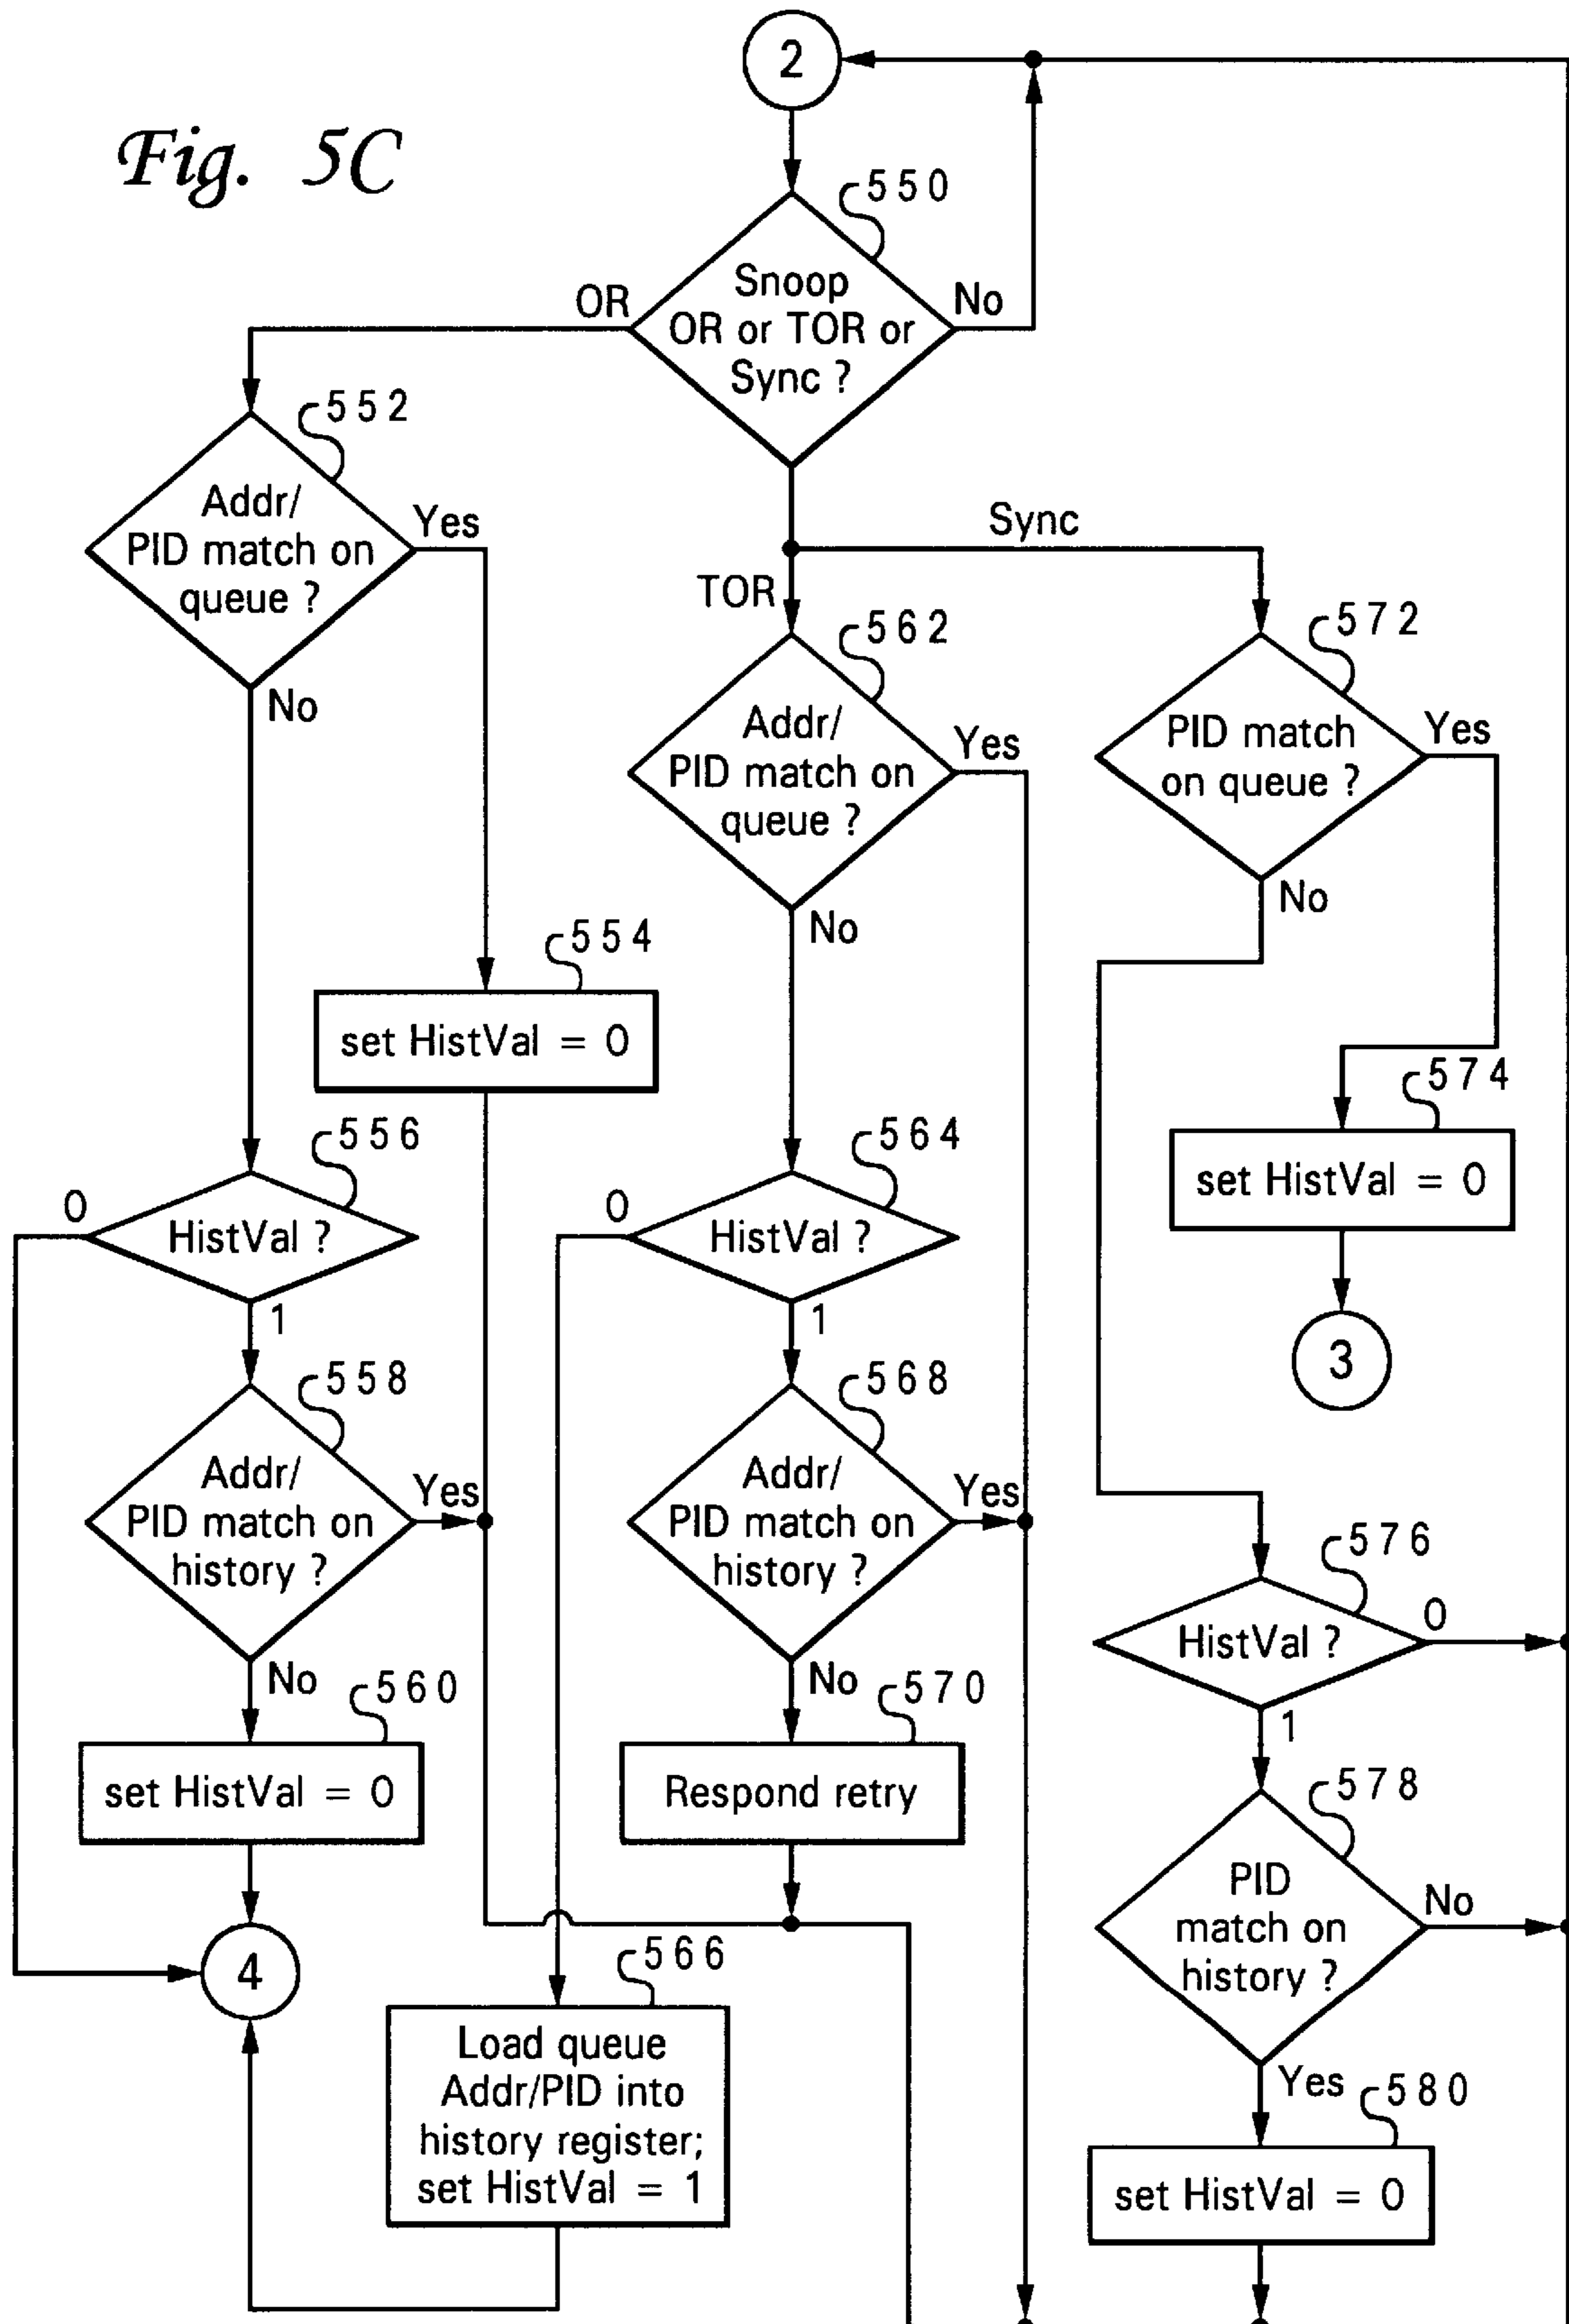 2
Fig. 5C
550
Snoop
OR or TOR or
Sync ?
OR
No
552
Addr/
PID match on
queue ?
Yes
No
Sync
TOR
562
Addr/
PID match on
queue ?
Yes
No
572
PID match
on queue ?
Yes
No
554
set HistVal = 0
574
set HistVal = 0
3
556
HistVal ?
0
1
564
HistVal ?
0
1
558
Addr/
PID match on
history ?
Yes
No
568
Addr/
PID match on
history ?
Yes
No
576
HistVal ?
0
1
560
set HistVal = 0
570
Respond retry
578
PID
match on
history ?
No
Yes
4
566
Load queue
Addr/PID into
history register;
set HistVal = 1
580
set HistVal = 0